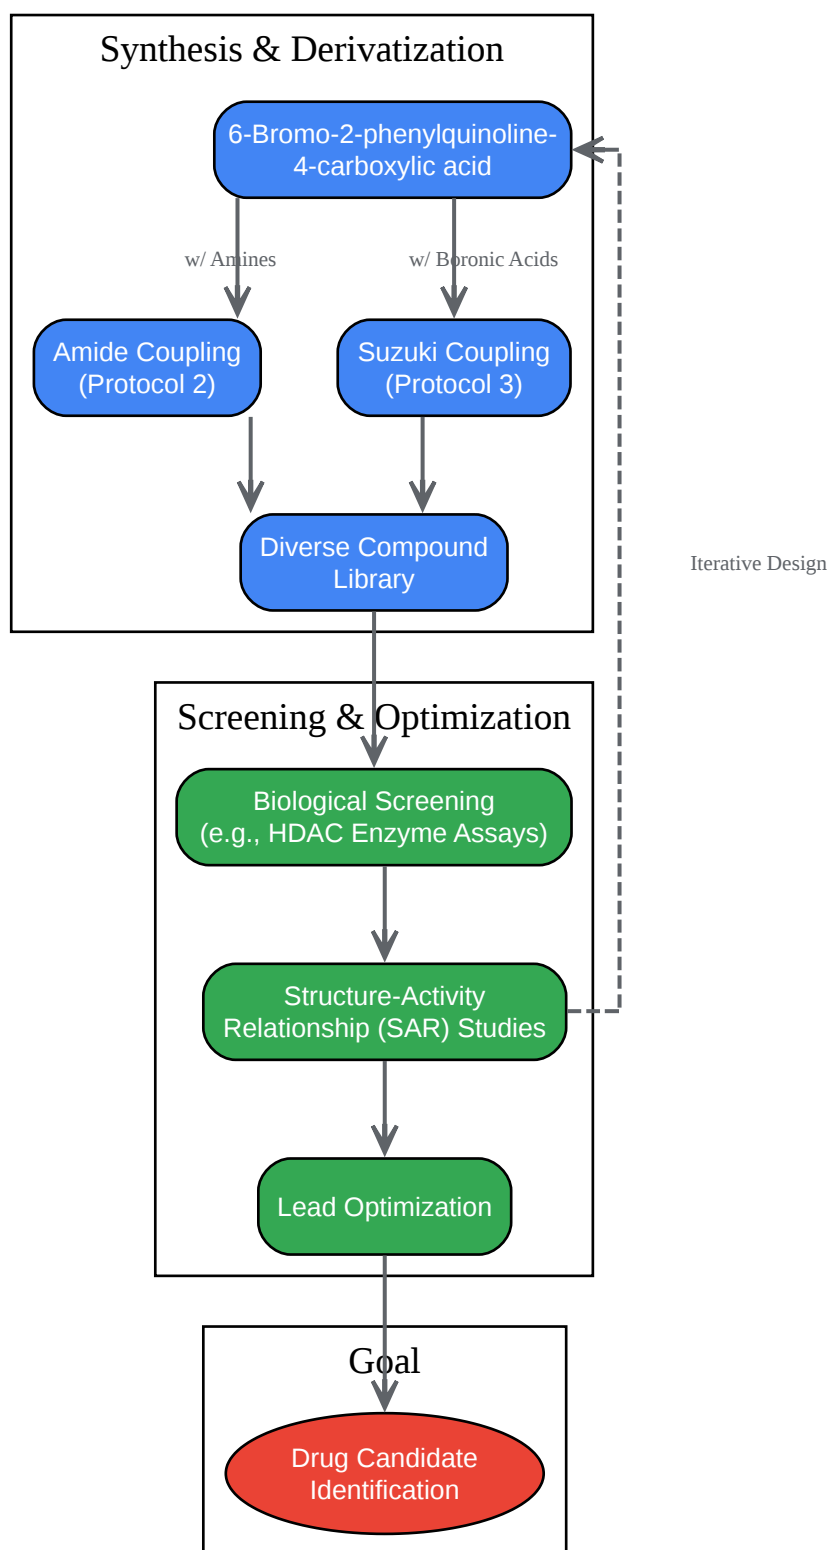 Synthesis & Derivatization
6-Bromo-2-phenylquinoline-
4-carboxylic acid
w/ Amines
w/ Boronic Acids
Amide Coupling
(Protocol 2)
Suzuki Coupling
(Protocol 3)
Diverse Compound
Library
Iterative Design
Screening & Optimization
Biological Screening
(e.g., HDAC Enzyme Assays)
Structure-Activity
Relationship (SAR) Studies
Lead Optimization
Goal
Drug Candidate
Identification